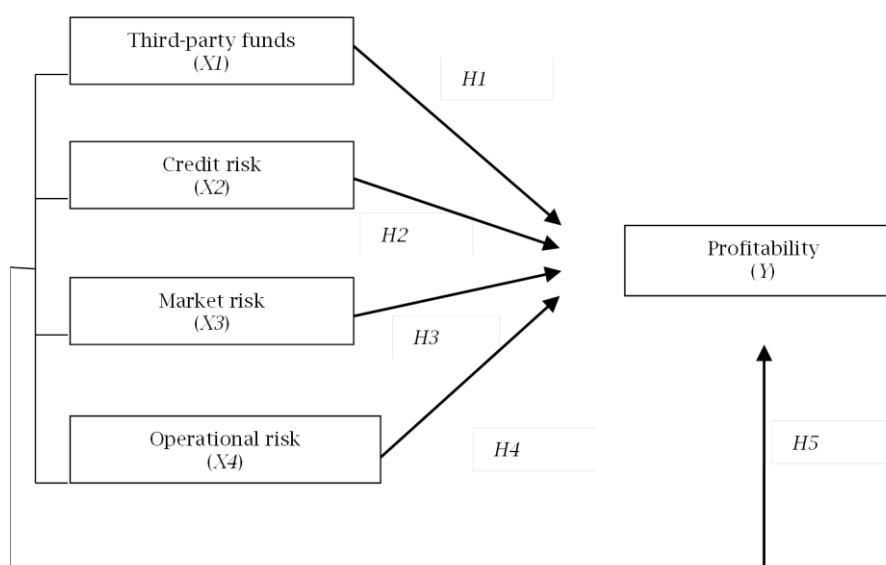 Third-party funds
(X1)
H1
Credit risk
(X2)
H2
Profitability
(Y)
Market risk
(X3)
H3
Operational risk
(X4)
H4
H5